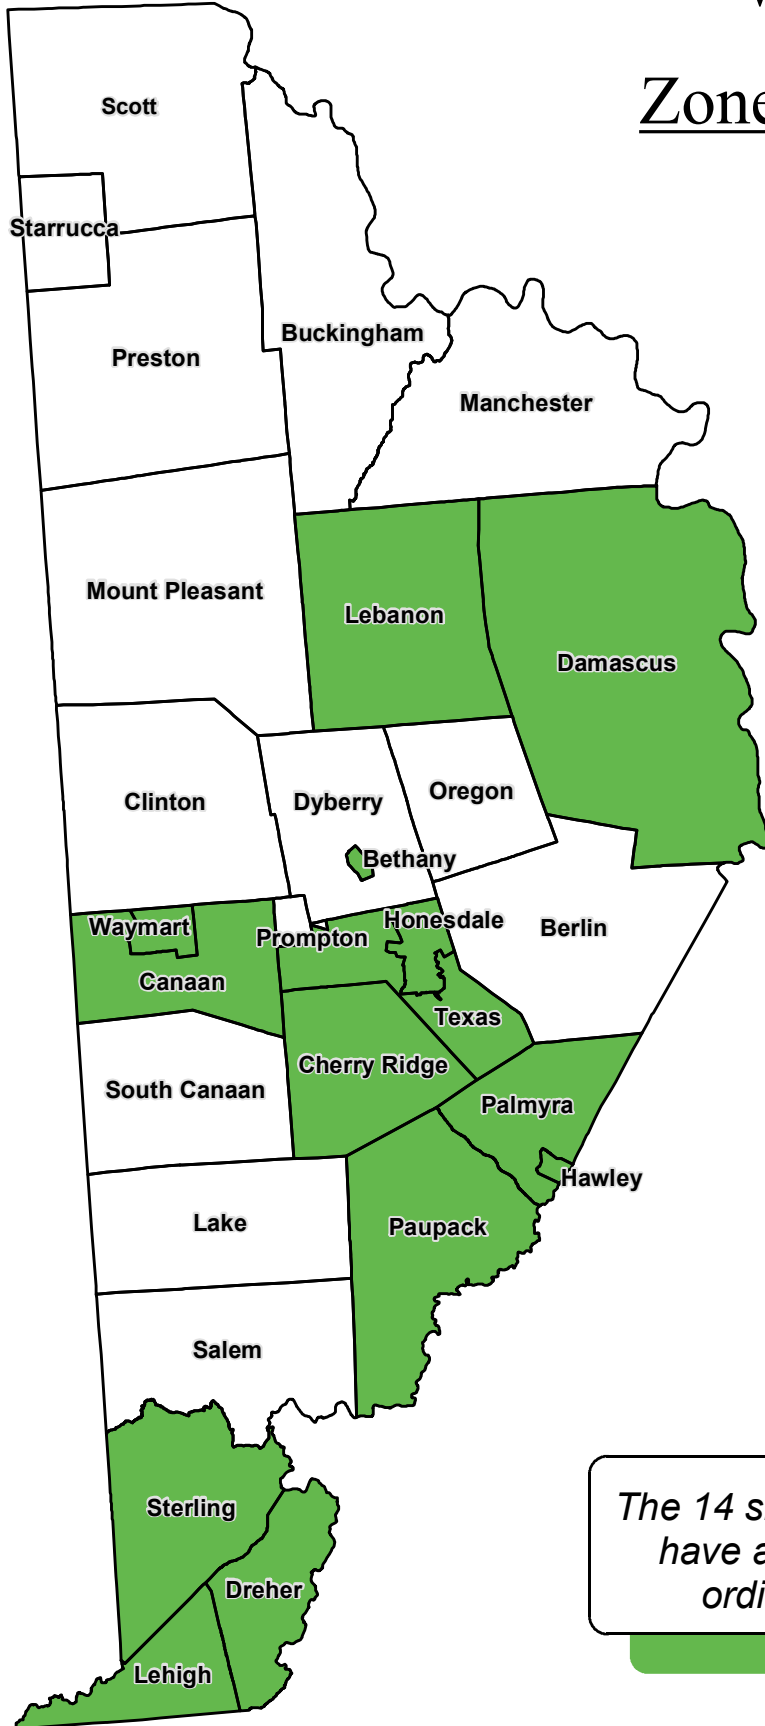 Zone
Scott
Starrucca
Preston
Buckingham
Manchester
Mount Pleasant
Lebanon
Damascus
Clinton
Dyberry
Oregon
Bethany
Waymart
Prompton
Honesdale
Berlin
Canaan
Texas
Cherry Ridge
South Canaan
Palmyra
Hawley
Lake
Paupack
Salem
Sterling
Dreher
Lehigh
The 14 s
have a
ordi